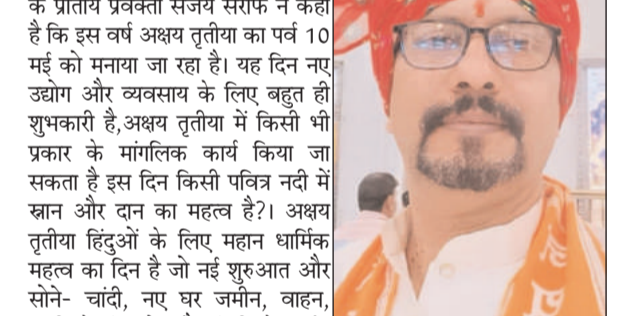 के प्रांतीय प्रवक्ता संजय सर्राफ ने कहा
है कि इस वर्ष अक्षय तृतीया का पर्व 10
मई को मनाया जा रहा है। यह दिन नए
उद्योग और व्यवसाय के लिए बहुत ही
शुभकारी है,अक्षय तृतीया में किसी भी
प्रकार के मांगलिक कार्य किया जा
सकता है इस दिन किसी पवित्र नदी में
स्नान और दान का महत्व है?। अक्षय
तृतीया हिंदुओं के लिए महान धार्मिक
महत्व का दिन है जो नई शुरुआत और
सोने- चांदी, नए घर जमीन, वाहन,